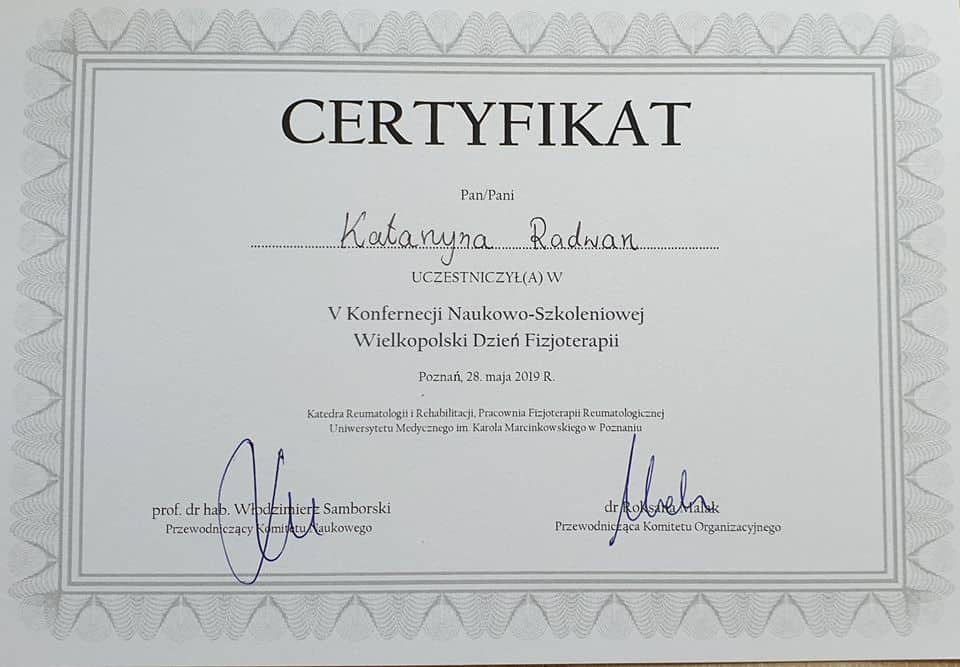 CERTYFIKAT
Pan/Pani
Katarzyna Radwan
UCZESTNICZYŁ(A) W
V Konfernecji Naukowo-Szkoleniowej
Wielkopolski Dzień Fizjoterapii
Poznań, 28. maja 2019 R.
Katedra Reumatologii i Rehabilitacji, Pracownia Fizjoterapii Reumatologicznej
Uniwersytetu Medycznego im. Karola Marcinkowskiego w Poznaniu
prof. dr hab. Włodzimierz Samborski
Przewodniczący Komitetu Naukowego
dr Roksana Malak
Przewodnicząca Komitetu Organizacyjnego